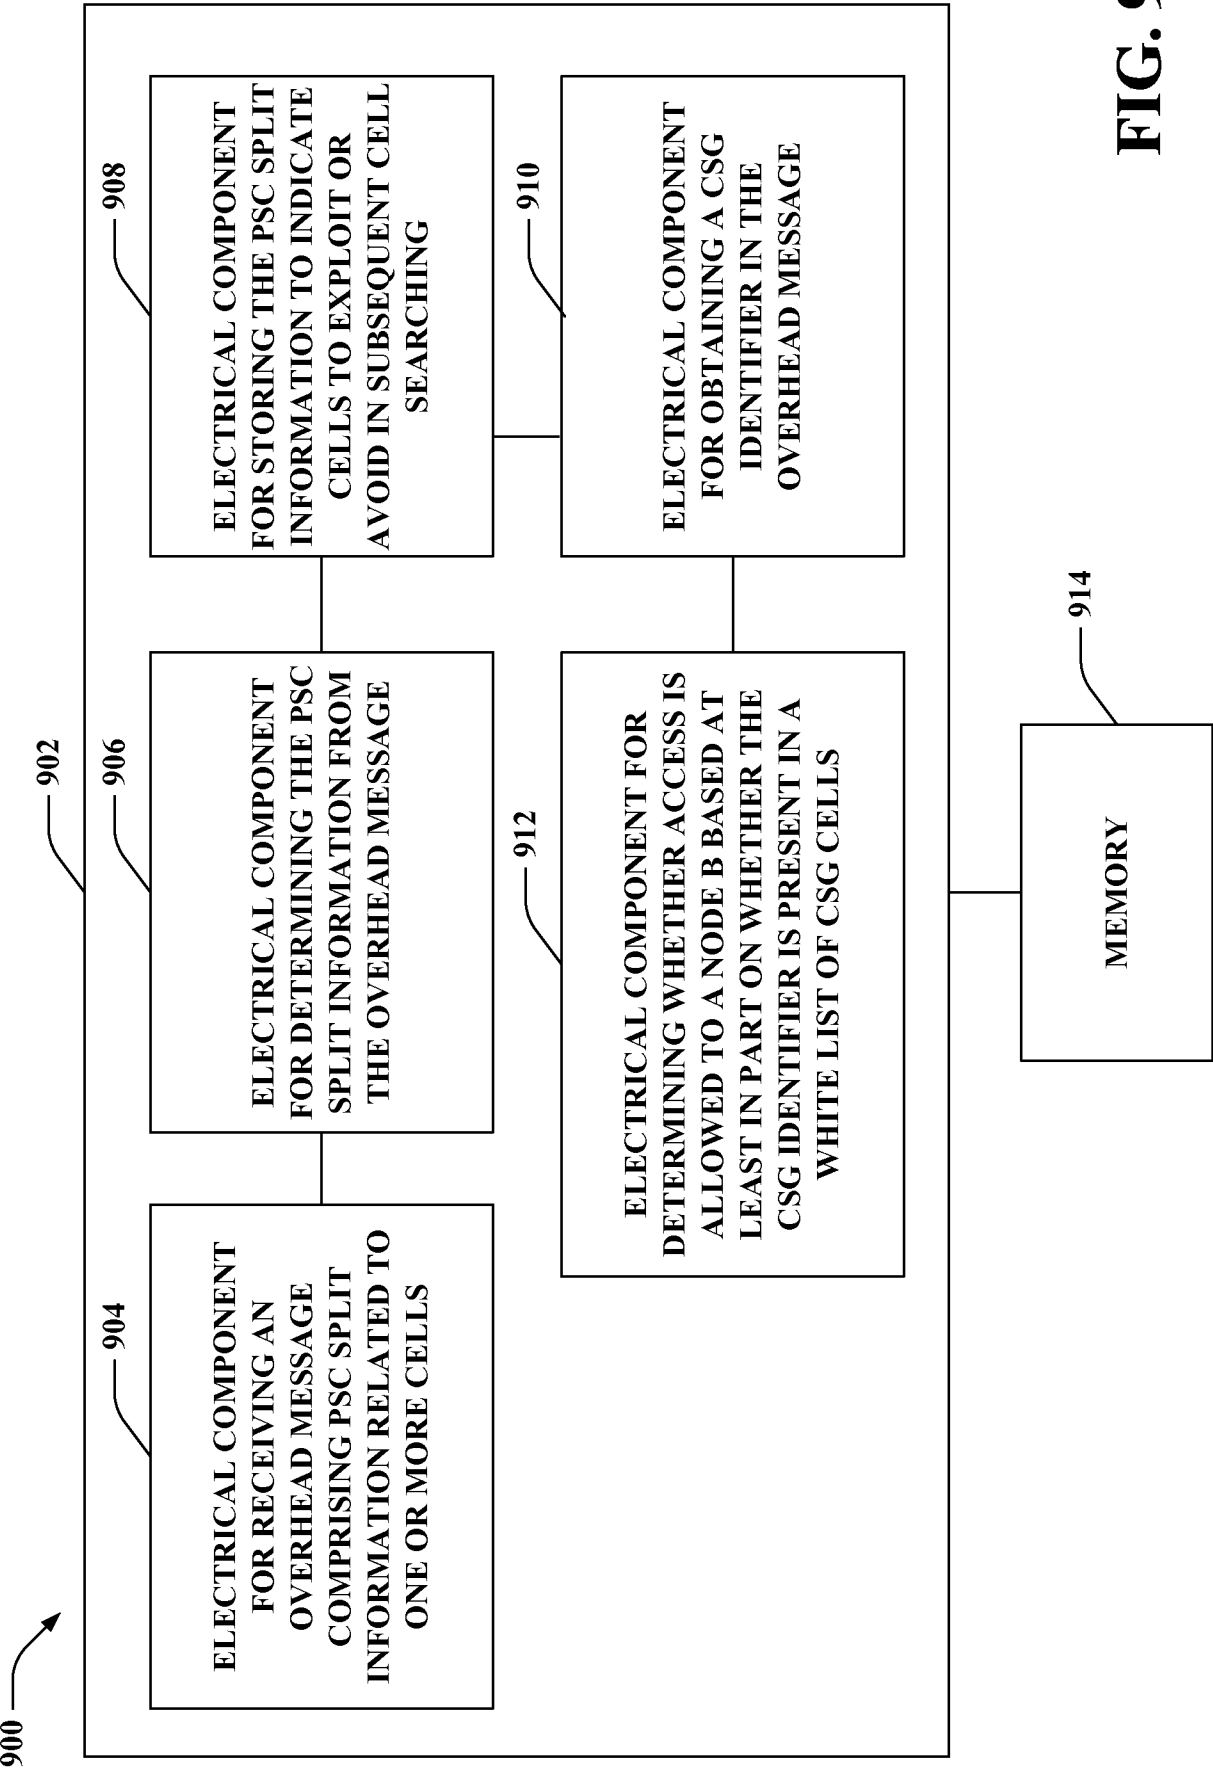 900
902
904
ELECTRICAL COMPONENT
FOR RECEIVING AN
OVERHEAD MESSAGE
COMPRISING PSC SPLIT
INFORMATION RELATED TO
ONE OR MORE CELLS
906
ELECTRICAL COMPONENT
FOR DETERMINING THE PSC
SPLIT INFORMATION FROM
THE OVERHEAD MESSAGE
908
ELECTRICAL COMPONENT
FOR STORING THE PSC SPLIT
INFORMATION TO INDICATE
CELLS TO EXPLOIT OR
AVOID IN SUBSEQUENT CELL
SEARCHING
912
ELECTRICAL COMPONENT FOR
DETERMINING WHETHER ACCESS IS
ALLOWED TO A NODE B BASED AT
LEAST IN PART ON WHETHER THE
CSG IDENTIFIER IS PRESENT IN A
WHITE LIST OF CSG CELLS
910
ELECTRICAL COMPONENT
FOR OBTAINING A CSG
IDENTIFIER IN THE
OVERHEAD MESSAGE
914
MEMORY
FIG. 9